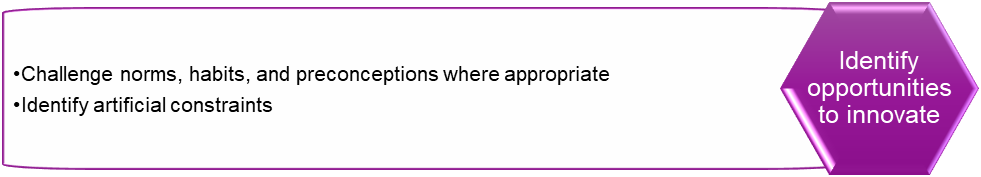 •Challenge norms, habits, and preconceptions where appropriate
•Identify artificial constraints
Identify
opportunities
to innovate